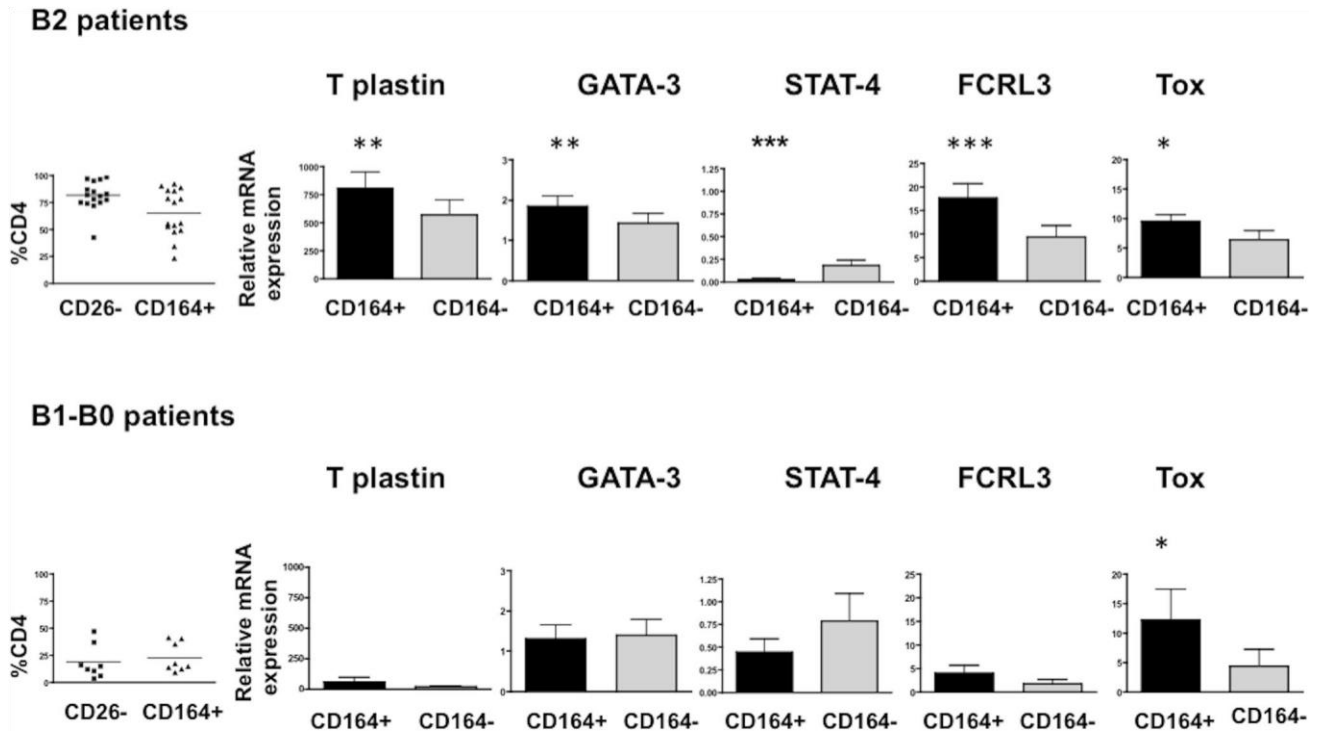 B2 patients
T plastin GATA-3 STAT-4 FCRL3 Tox
** ** *** *** *
%CD4
100
75
50
25
0
CD26- CD164+
Relative mRNA
expression
1000
750
500
250
0
CD164+ CD164-
3
2
1
0
CD164+ CD164-
1.25
1.00
0.75
0.50
0.25
0.00
CD164+ CD164-
25
20
15
10
5
0
CD164+ CD164-
20
15
10
5
0
CD164+ CD164-
B1-B0 patients
T plastin GATA-3 STAT-4 FCRL3 Tox
*
%CD4
100
75
50
25
0
CD26- CD164+
Relative mRNA
expression
1000
750
500
250
0
CD164+ CD164-
3
2
1
0
CD164+ CD164-
1.25
1.00
0.75
0.50
0.25
0.00
CD164+ CD164-
25
20
15
10
5
0
CD164+ CD164-
20
15
10
5
0
CD164+ CD164-